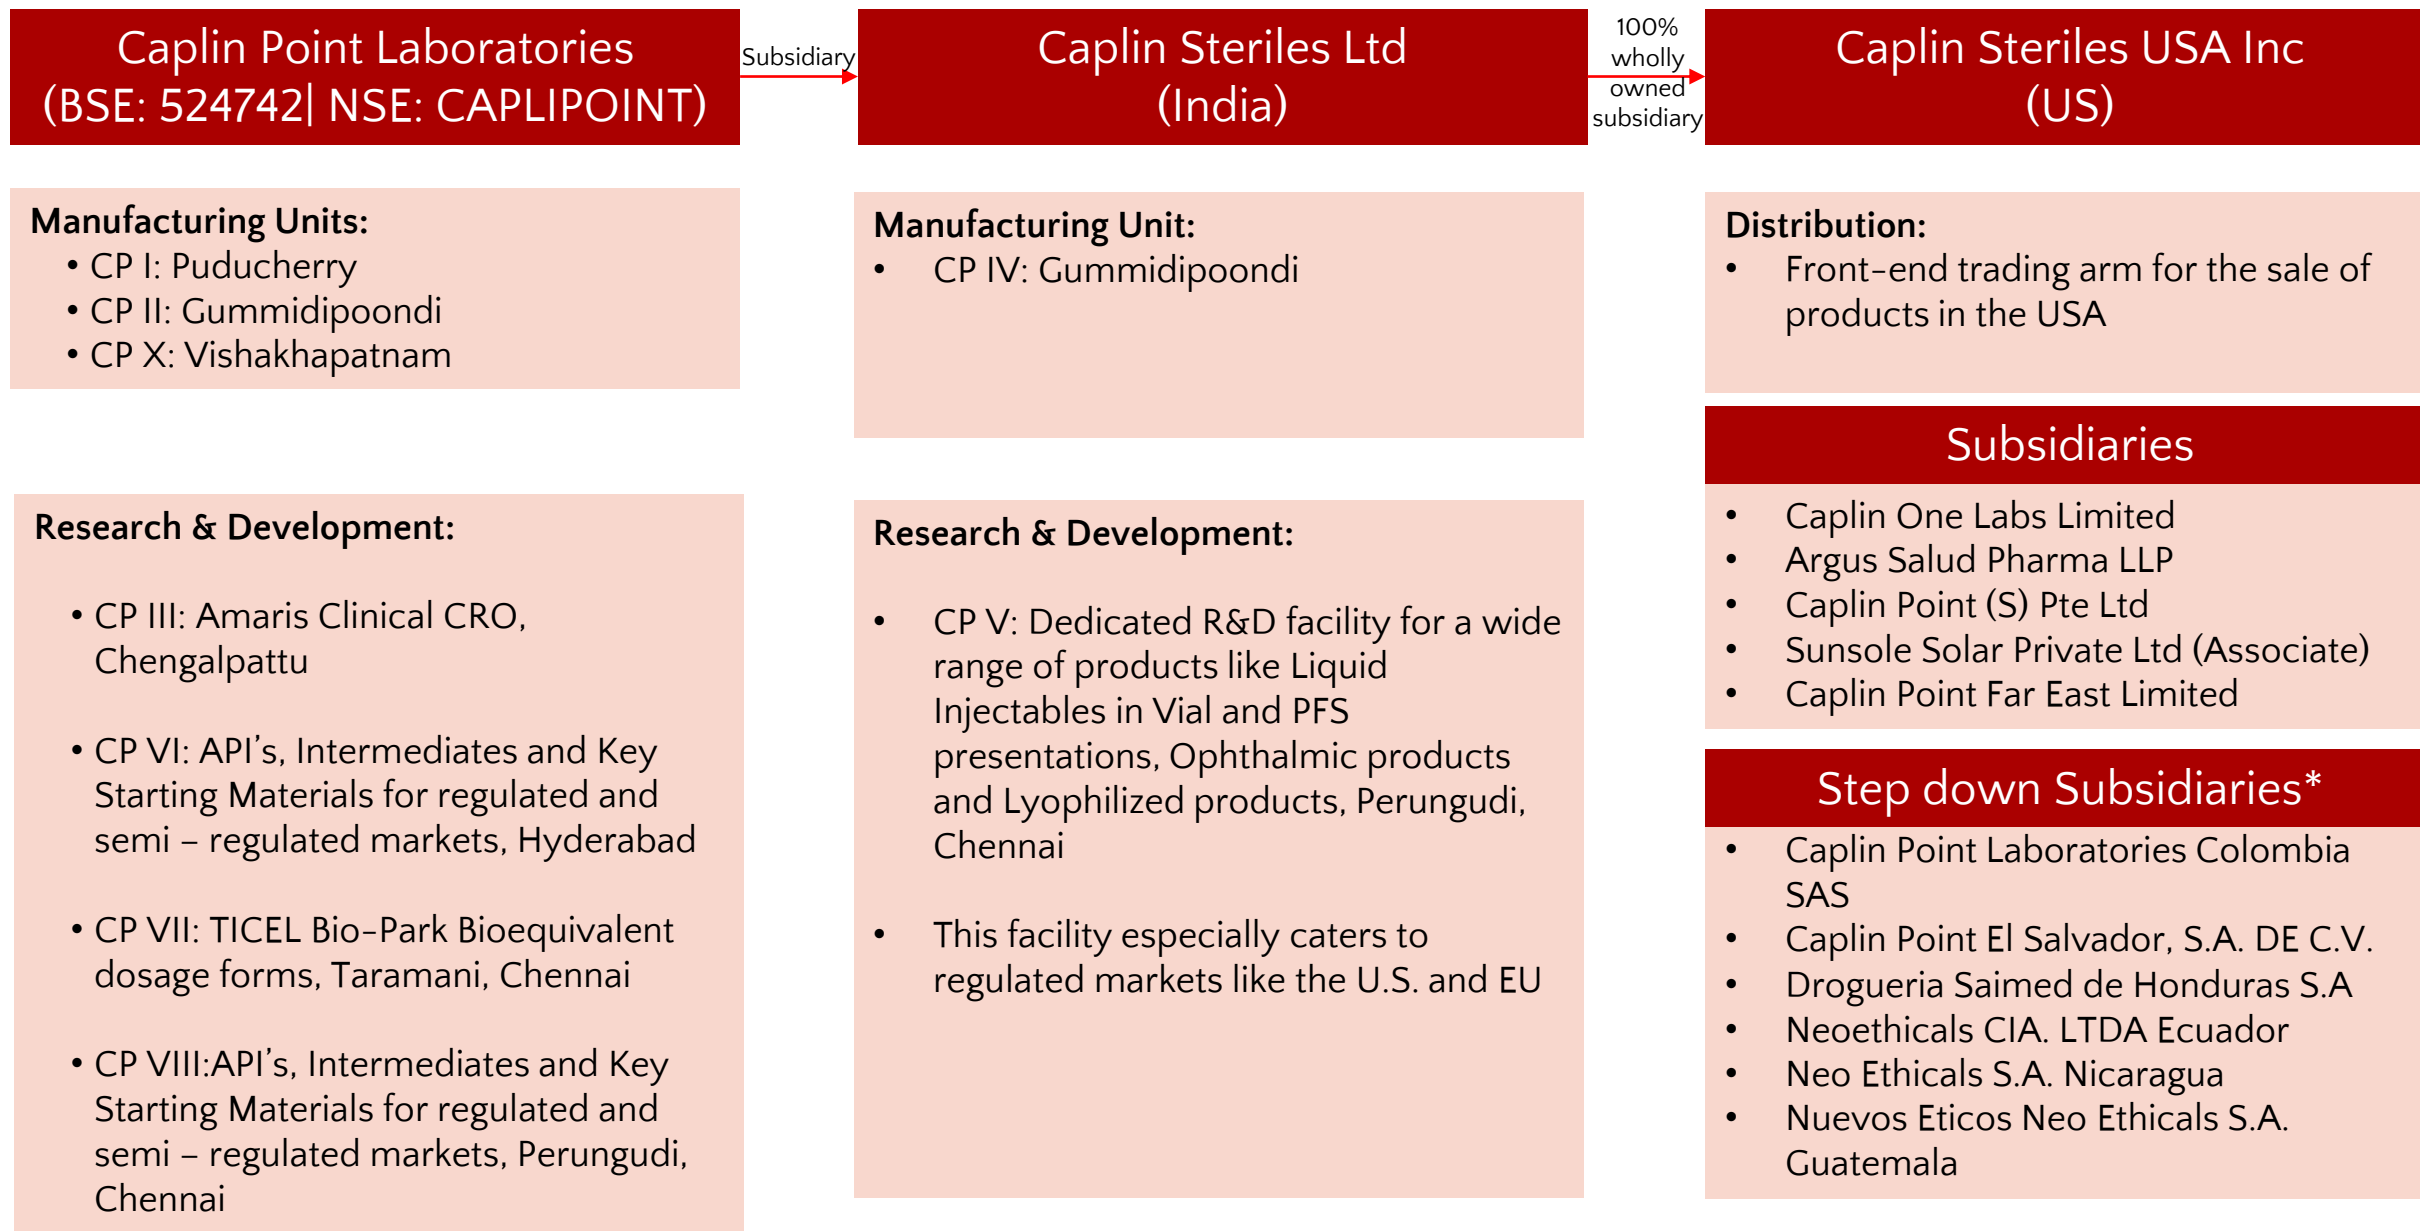 Caplin Point Laboratories
(BSE: 524742| NSE: CAPLIPOINT)
Subsidiary
Caplin Steriles Ltd
(India)
100%
wholly
owned
subsidiary
Caplin Steriles USA Inc
(US)
Manufacturing Units:
• CP I: Puducherry
• CP II: Gummidipoondi
• CP X: Vishakhapatnam
Research & Development:
• CP III: Amaris Clinical CRO,
Chengalpattu
• CP VI: API’s, Intermediates and Key
Starting Materials for regulated and
semi – regulated markets, Hyderabad
• CP VII: TICEL Bio-Park Bioequivalent
dosage forms, Taramani, Chennai
• CP VIII:API’s, Intermediates and Key
Starting Materials for regulated and
semi – regulated markets, Perungudi,
Chennai
Manufacturing Unit:
• CP IV: Gummidipoondi
Research & Development:
• CP V: Dedicated R&D facility for a wide
range of products like Liquid
Injectables in Vial and PFS
presentations, Ophthalmic products
and Lyophilized products, Perungudi,
Chennai
• This facility especially caters to
regulated markets like the U.S. and EU
Distribution:
• Front-end trading arm for the sale of
products in the USA
Subsidiaries
• Caplin One Labs Limited
• Argus Salud Pharma LLP
• Caplin Point (S) Pte Ltd
• Sunsole Solar Private Ltd (Associate)
• Caplin Point Far East Limited
Step down Subsidiaries*
• Caplin Point Laboratories Colombia
SAS
• Caplin Point El Salvador, S.A. DE C.V.
• Drogueria Saimed de Honduras S.A
• Neoethicals CIA. LTDA Ecuador
• Neo Ethicals S.A. Nicaragua
• Nuevos Eticos Neo Ethicals S.A.
Guatemala